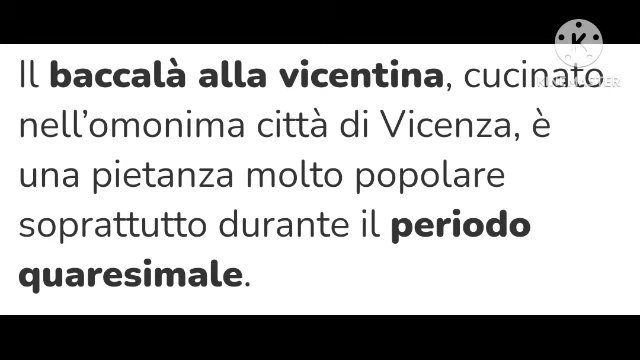 Il baccalà alla vicentina, cucinato
nell’omonima città di Vicenza, è
una pietanza molto popolare
soprattutto durante il periodo
quaresimale.
K
KINEMASTER